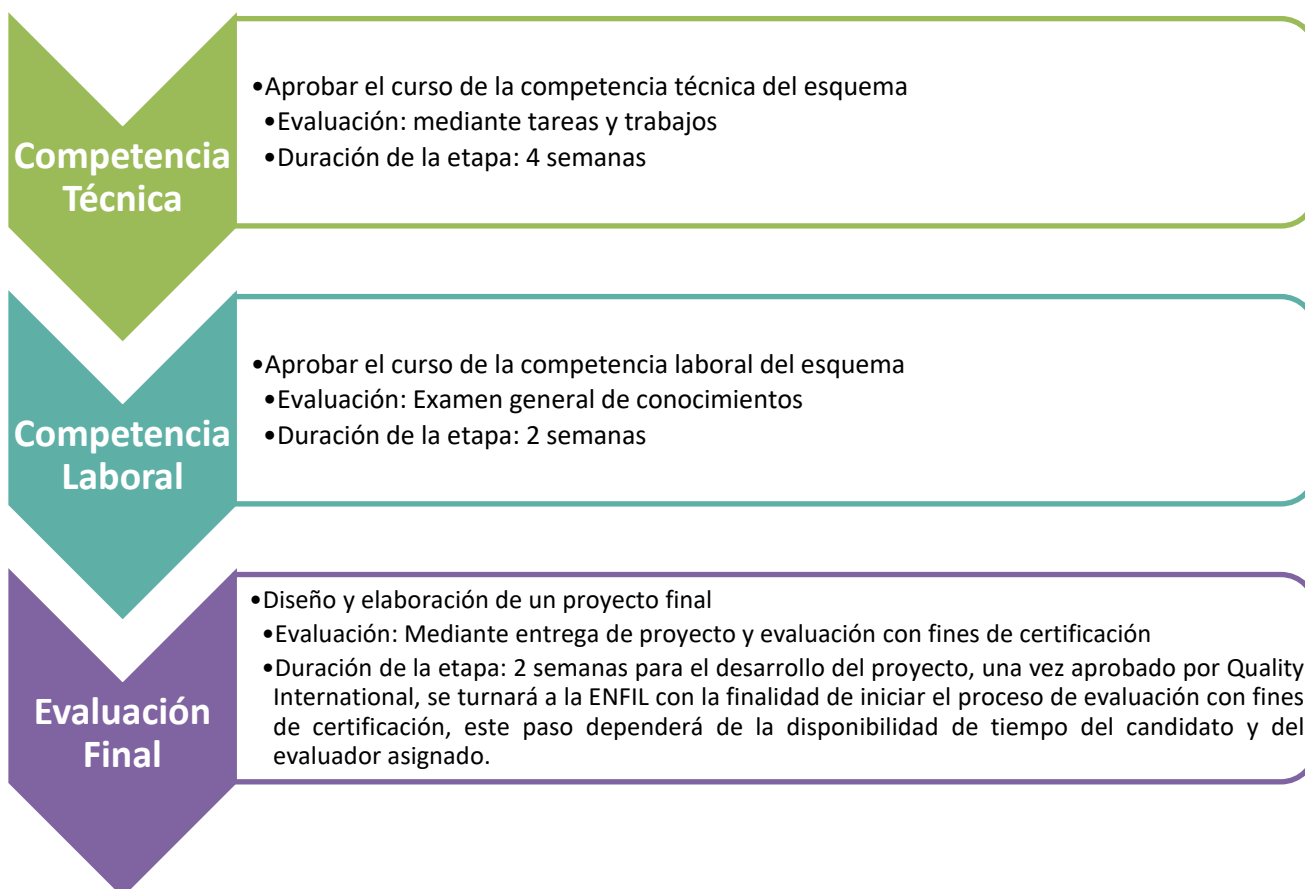 Competencia
Técnica
•Aprobar el curso de la competencia técnica del esquema
•Evaluación: mediante tareas y trabajos
•Duración de la etapa: 4 semanas
Competencia
Laboral
•Aprobar el curso de la competencia laboral del esquema
•Evaluación: Examen general de conocimientos
•Duración de la etapa: 2 semanas
Evaluación
Final
•Diseño y elaboración de un proyecto final
•Evaluación: Mediante entrega de proyecto y evaluación con fines de certificación
•Duración de la etapa: 2 semanas para el desarrollo del proyecto, una vez aprobado por Quality
International, se turnará a la ENFIL con la finalidad de iniciar el proceso de evaluación con fines
de certificación, este paso dependerá de la disponibilidad de tiempo del candidato y del
evaluador asignado.